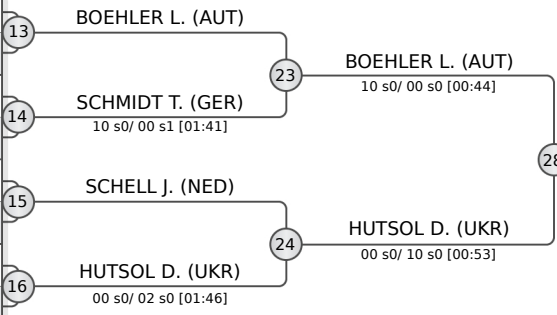 13
BOEHLER L. (AUT)
23
BOEHLER L. (AUT)
10 s0/ 00 s0 [00:44]
14
SCHMIDT T. (GER)
10 s0/ 00 s1 [01:41]
28
15
SCHELL J. (NED)
24
HUTSOL D. (UKR)
00 s0/ 10 s0 [00:53]
16
HUTSOL D. (UKR)
00 s0/ 02 s0 [01:46]